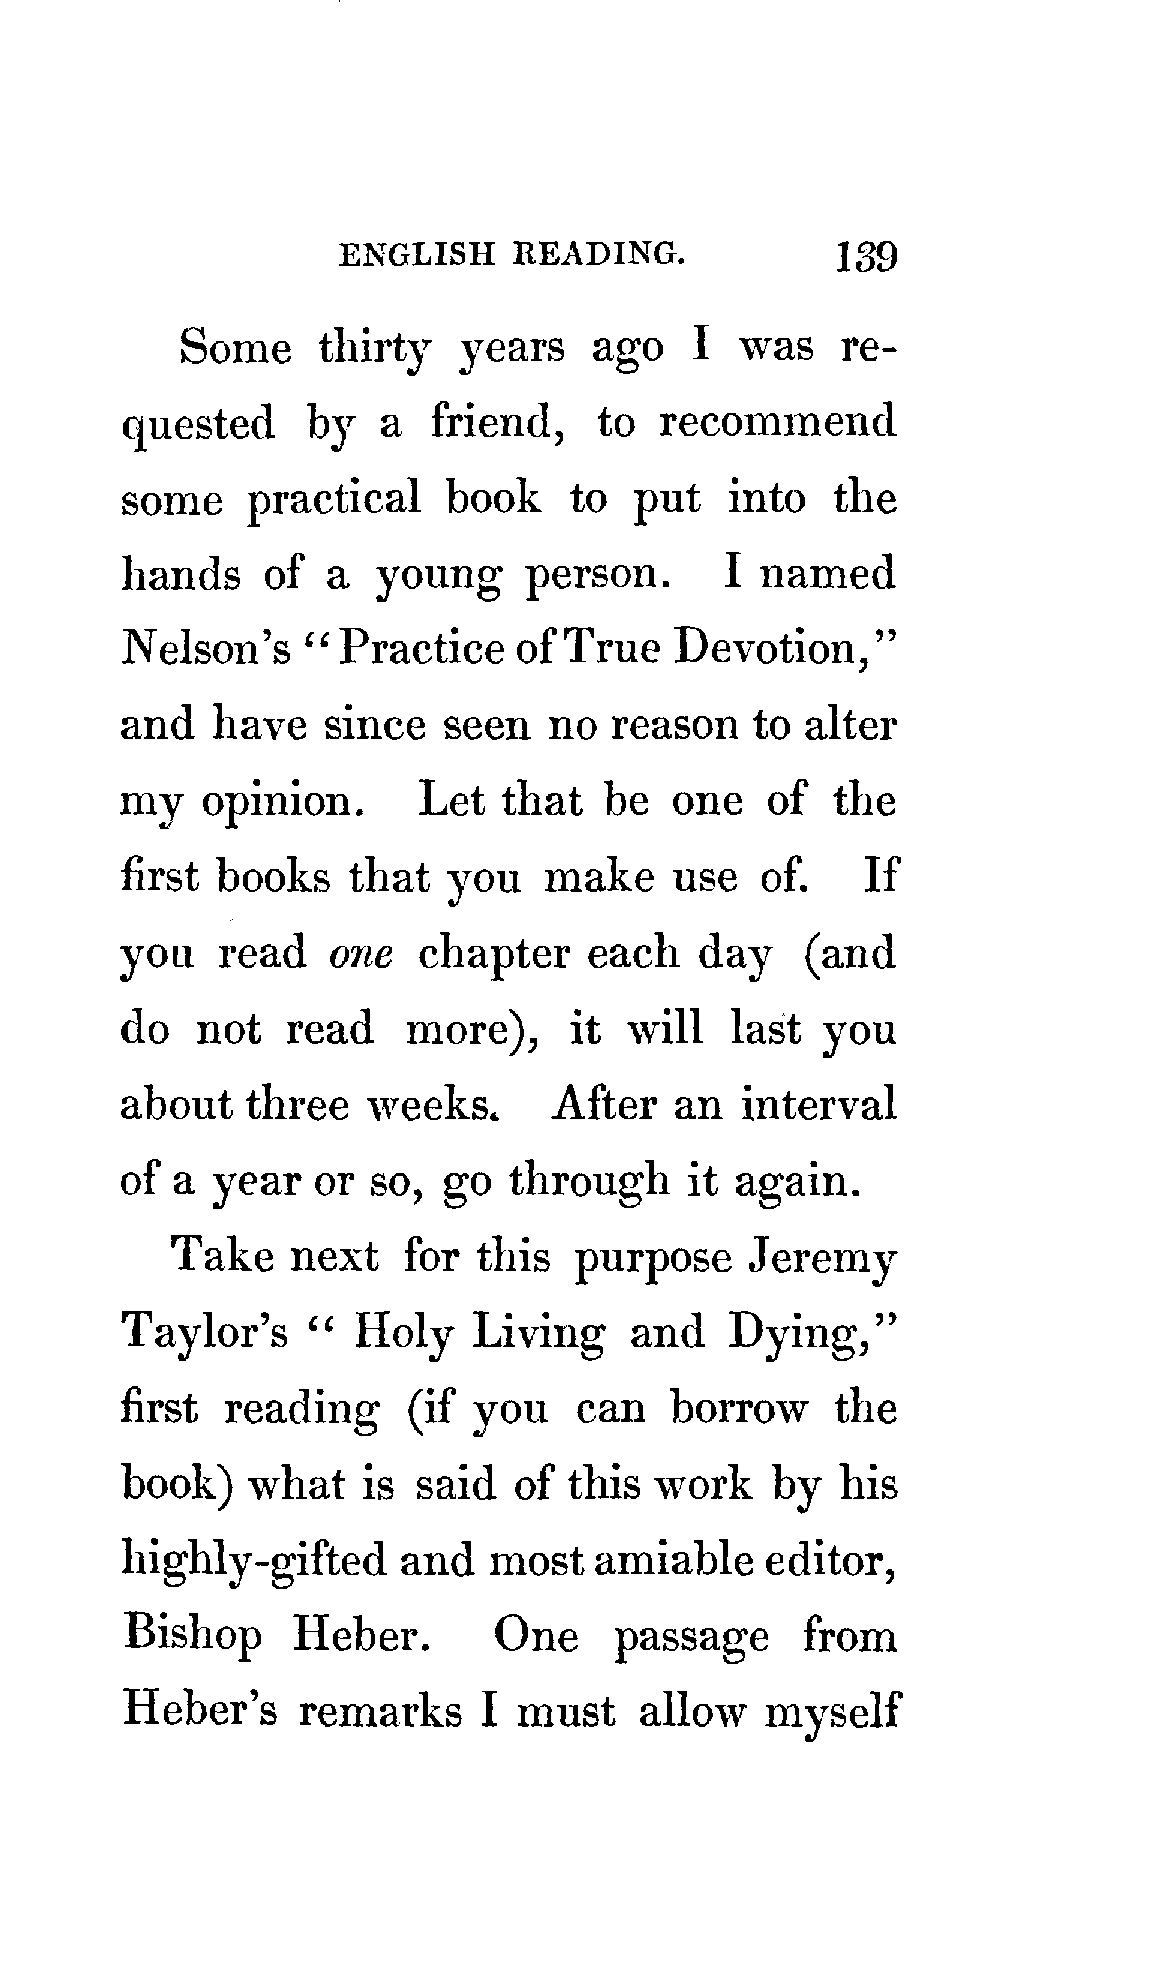 ENGLISH READING. 139
Some thirty years ago I was re-
quested by a friend, to recommend
some practical book to put into the
hands of a young person. I named
Nelson's “Practice of True Devotion,”
and have since seen no reason to alter
my opinion. Let that be one of the
first books that you make use of. If
you read one chapter each day (and
do not read more), it will last you
about three weeks. After an interval
of a year or so, go through it again.
Take next for this purpose Jeremy
Taylor's “ Holy Living and Dying,”
first reading (if you can borrow the
book) what is said of this work by his
highly-gifted and most amiable editor,
Bishop Heber. One passage from
Heber's remarks I must allow myself